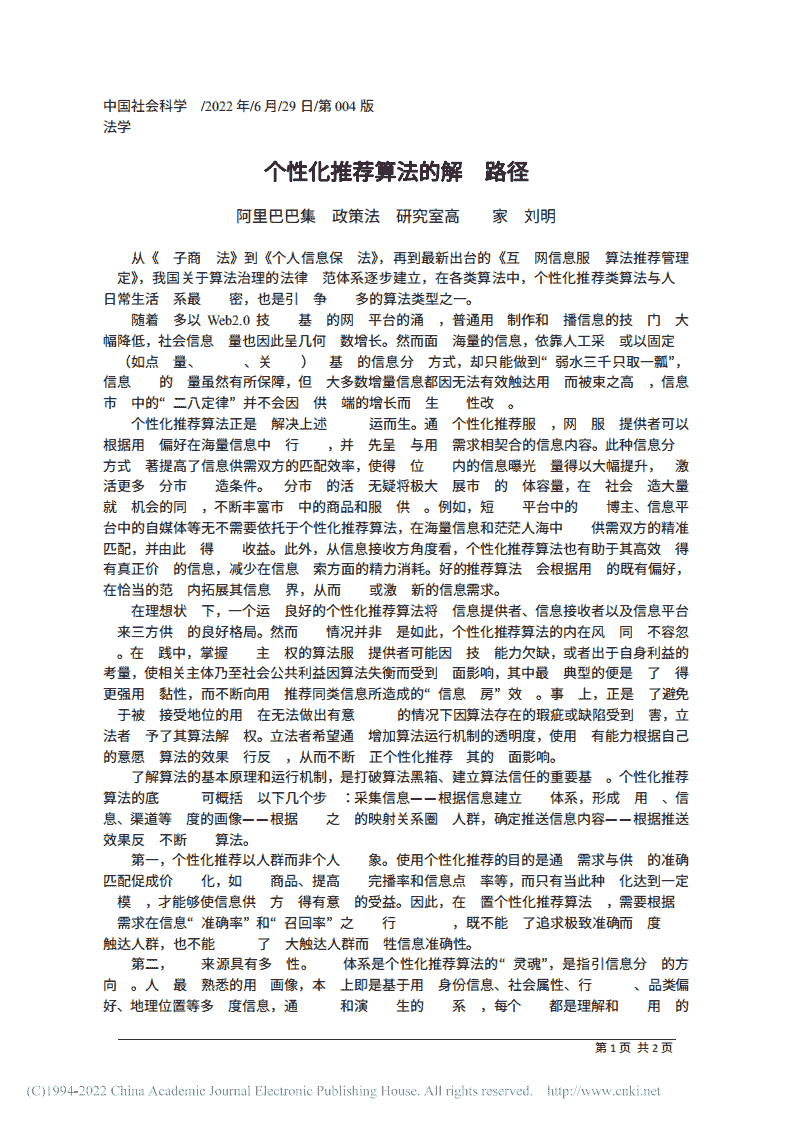 中国社会科学　/2022 年/6 月/29 日/第 004 版
法学
个性化推荐算法的解　路径
阿里巴巴集　政策法　研究室高　　家　刘明
从《　子商　法》到《个人信息保　法》，再到最新出台的《互　网信息服　算法推荐管理
　定》，我国关于算法治理的法律　范体系逐步建立，在各类算法中，个性化推荐类算法与人
日常生活　系最　　密，也是引　争　　多的算法类型之一。
随着　多以 Web2.0 技　　基　的网　平台的涌　，普通用　制作和　播信息的技　门　大
幅降低，社会信息　量也因此呈几何　数增长。然而面　海量的信息，依靠人工采　或以固定
　（如点　量、　　、关　　）　基　的信息分　方式，却只能做到“ 弱水三千只取一瓢”，
信息　　的　量虽然有所保障，但　大多数增量信息都因无法有效触达用　而被束之高　，信息
市　中的“ 二八定律” 并不会因　供　端的增长而　生　　性改　。
个性化推荐算法正是　解决上述　　　运而生。通　个性化推荐服　，网　服　提供者可以
根据用　偏好在海量信息中　行　　，并　先呈　与用　需求相契合的信息内容。此种信息分
方式　著提高了信息供需双方的匹配效率，使得　位　　内的信息曝光　量得以大幅提升，　激
活更多　分市　　造条件。　分市　的活　无疑将极大　展市　的　体容量，在　社会　造大量
就　机会的同　，不断丰富市　中的商品和服　供　。例如，短　　平台中的　　博主、信息平
台中的自媒体等无不需要依托于个性化推荐算法，在海量信息和茫茫人海中　　供需双方的精准
匹配，并由此　得　　收益。此外，从信息接收方角度看，个性化推荐算法也有助于其高效　得
有真正价　的信息，减少在信息　索方面的精力消耗。好的推荐算法　会根据用　的既有偏好，
在恰当的范　内拓展其信息　界，从而　　或激　新的信息需求。
在理想状　下，一个运　良好的个性化推荐算法将　信息提供者、信息接收者以及信息平台
　来三方供　的良好格局。然而　　情况并非　是如此，个性化推荐算法的内在风　同　不容忽
　。在　践中，掌握　　主　权的算法服　提供者可能因　技　能力欠缺，或者出于自身利益的
考量，使相关主体乃至社会公共利益因算法失衡而受到　面影响，其中最　典型的便是　了　得
更强用　黏性，而不断向用　推荐同类信息所造成的“ 信息　房” 效　。事　上，正是　了避免
　于被　接受地位的用　在无法做出有意　　　的情况下因算法存在的瑕疵或缺陷受到　害，立
法者　予了其算法解　权。立法者希望通　增加算法运行机制的透明度，使用　有能力根据自己
的意愿　算法的效果　行反　，从而不断　正个性化推荐　其的　面影响。
了解算法的基本原理和运行机制，是打破算法黑箱、建立算法信任的重要基　。个性化推荐
算法的底　　　可概括　以下几个步　：采集信息——根据信息建立　　体系，形成　用　、信
息、渠道等　度的画像——根据　　之　的映射关系圈　人群，确定推送信息内容——根据推送
效果反　不断　　算法。
第一，个性化推荐以人群而非个人　　象。使用个性化推荐的目的是通　需求与供　的准确
匹配促成价　　化，如　　商品、提高　　完播率和信息点　率等，而只有当此种　化达到一定
　模　，才能够使信息供　方　得有意　的受益。因此，在　置个性化推荐算法　，需要根据
　需求在信息“ 准确率” 和“ 召回率” 之　　行　　　　，既不能　了追求极致准确而　度
触达人群，也不能　　　了　大触达人群而　牲信息准确性。
第二，　　来源具有多　性。　　体系是个性化推荐算法的“ 灵魂”，是指引信息分　的方
向　。人　最　熟悉的用　画像，本　上即是基于用　身份信息、社会属性、行　　　、品类偏
好、地理位置等多　度信息，通　　　和演　　生的　　系　，每个　　都是理解和　　用　的
第 1 页 共 2 页
(C)1994-2022 China Academic Journal Electronic Publishing House. All rights reserved.　http://www.cnki.net